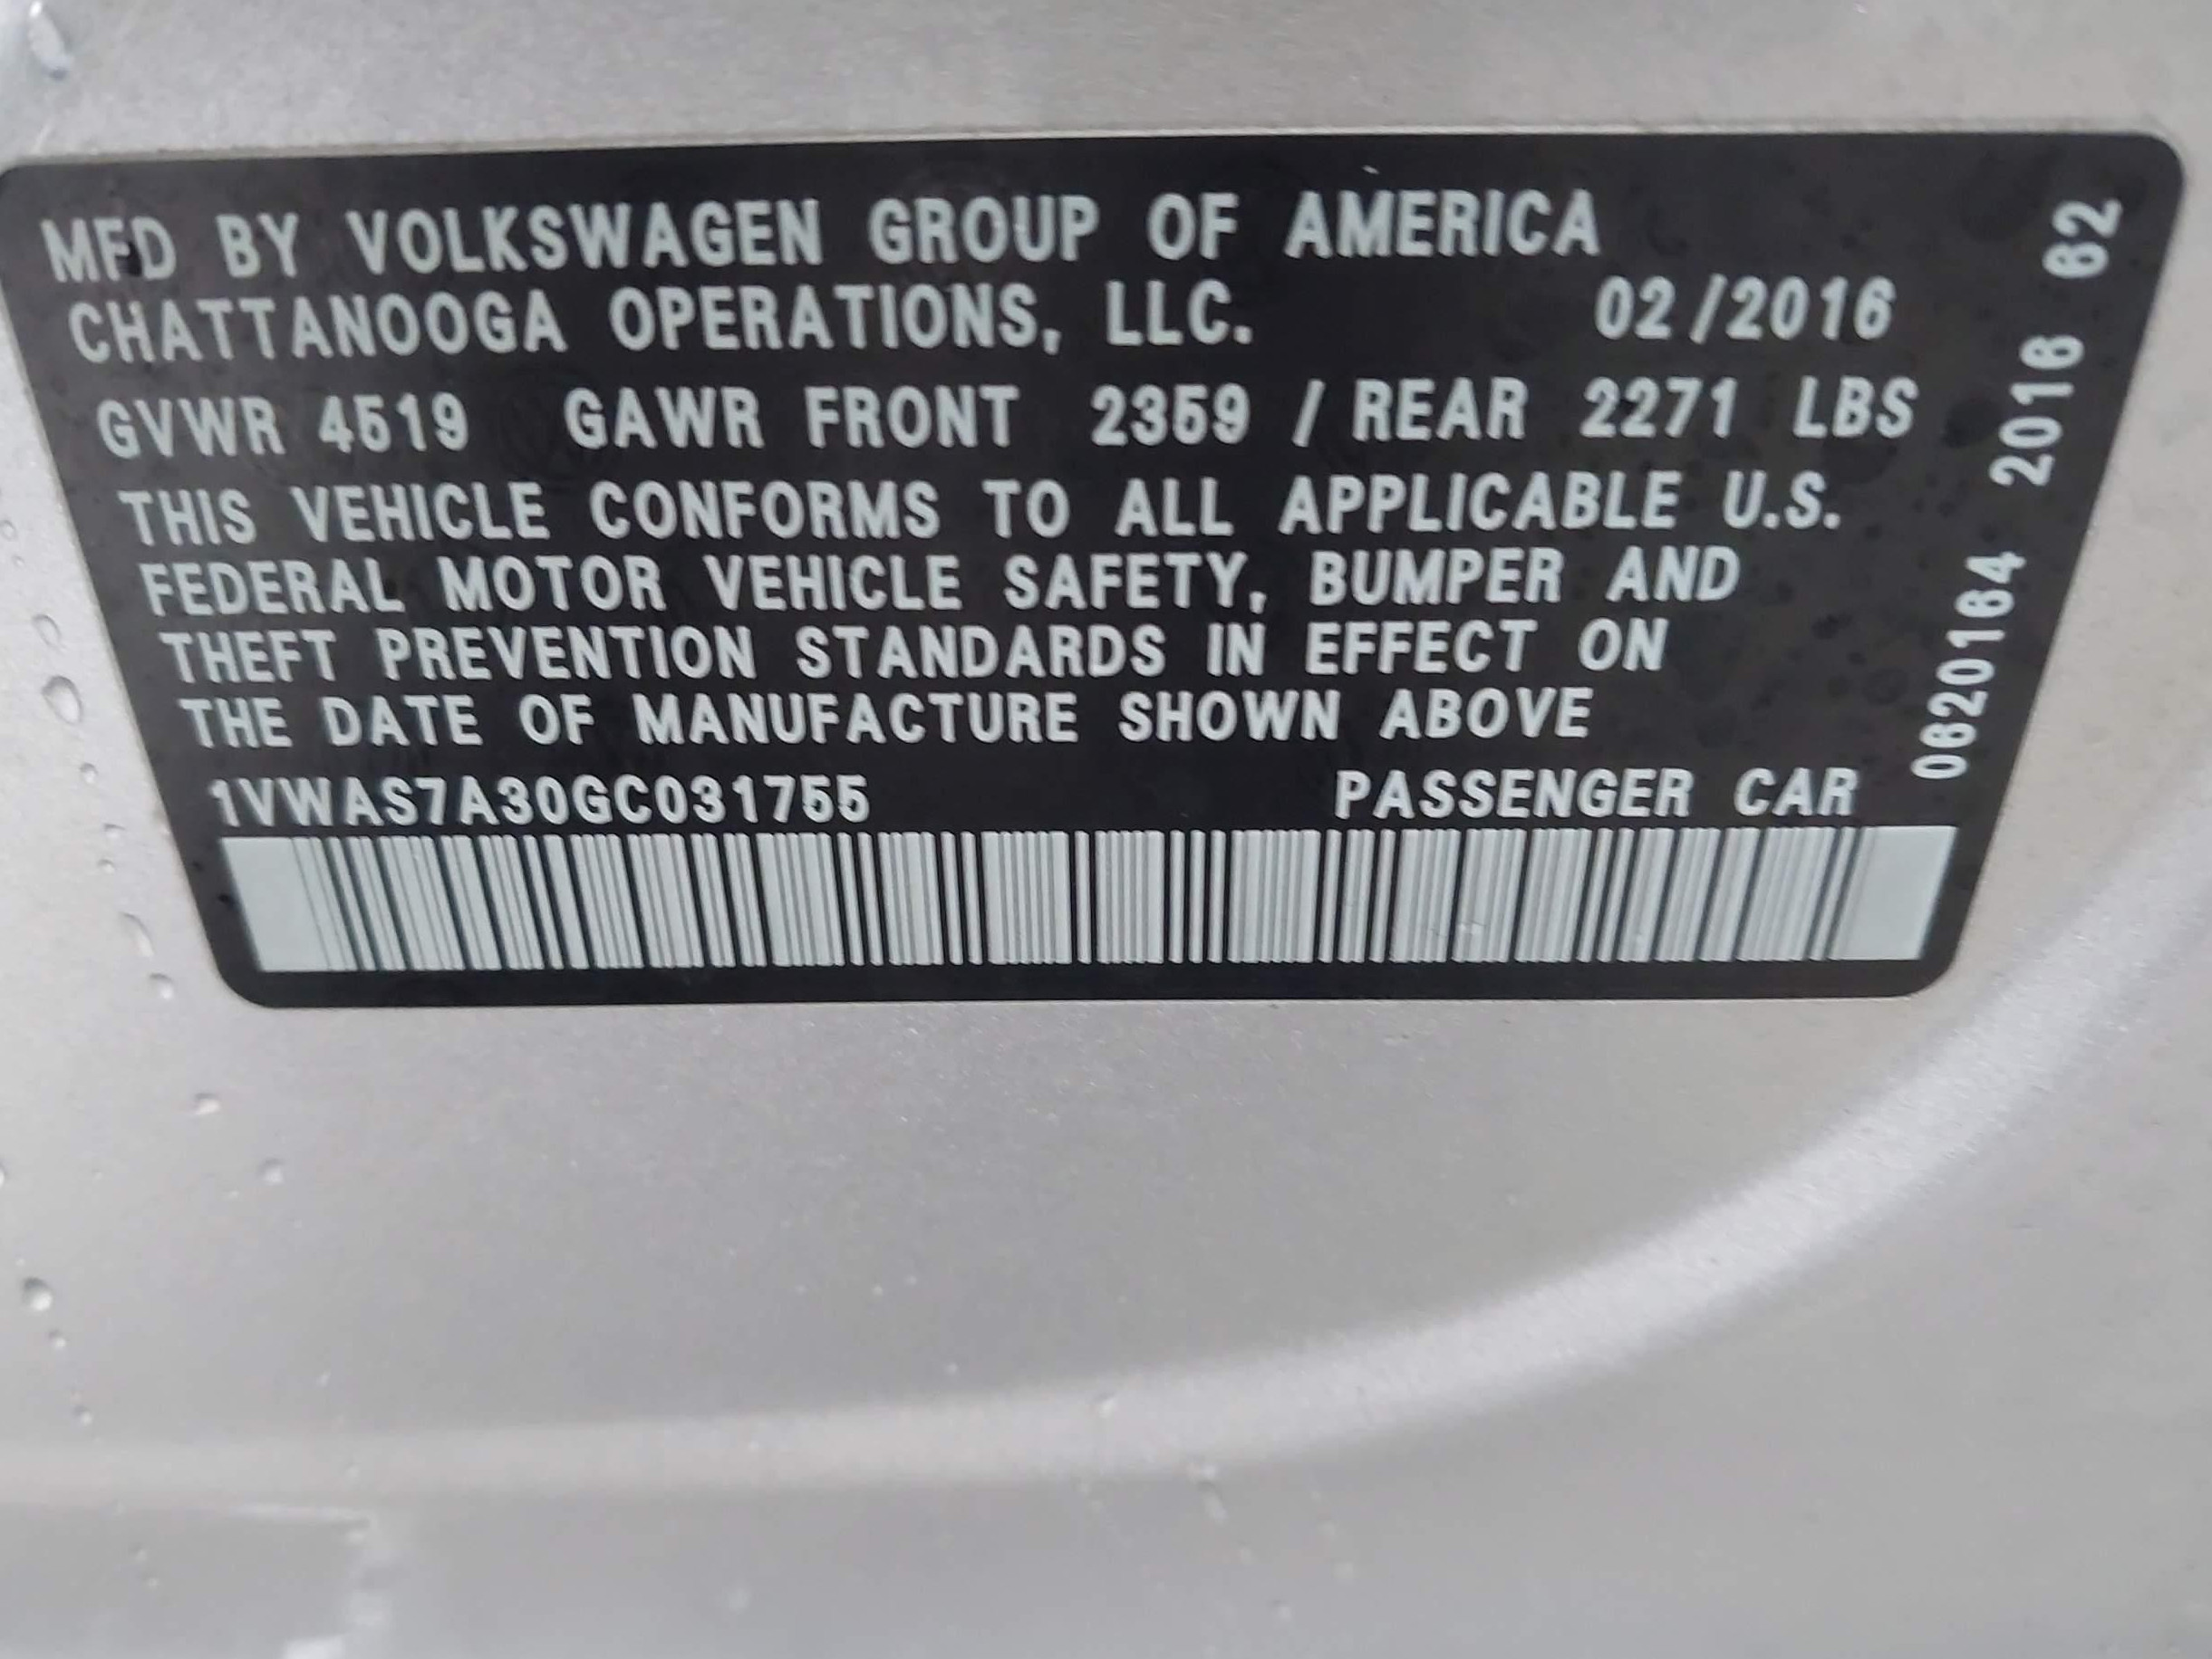 MFD BY VOLKSWAGEN GROUP OF AMERICA
CHATTANOOGA OPERATIONS, LLC. 02/2016
GVWR 4519 GAWR FRONT 2359 / REAR 2271 LBS
THIS VEHICLE CONFORMS TO ALL APPLICABLE U.S.
FEDERAL MOTOR VEHICLE SAFETY, BUMPER AND
THEFT PREVENTION STANDARDS IN EFFECT ON
THE DATE OF MANUFACTURE SHOWN ABOVE
1VWAS7A30GC031755 PASSENGER CAR
0620164 2016 62